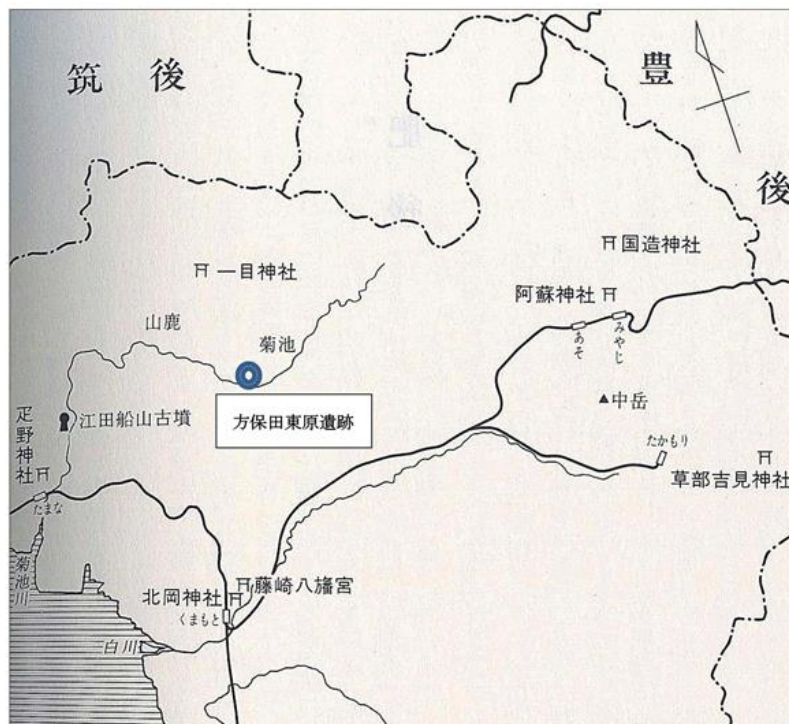 筑後
豊
後
肥
後
⛩国造神社
⛩一目神社
阿蘇神社⛩
みやじ
あそ
山鹿
菊池
▲中岳
江田船山古墳
方保田東原遺跡
たかもり
疋野神社⛩
草部吉見神社
たまな
菊池川
⛩藤崎八旛宮
北岡神社⛩
くまもと
白川